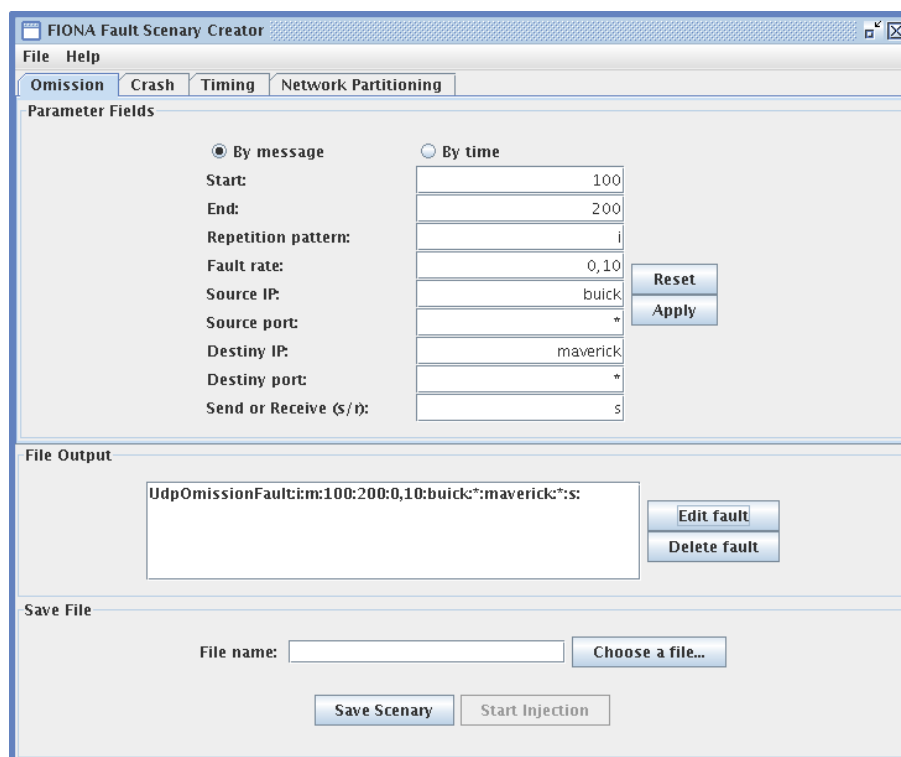 FIONA Fault Scenary Creator
File Help
Omission Crash Timing Network Partitioning
Parameter Fields
By message By time
Start: 100
End: 200
Repetition pattern: i
Fault rate: 0,10
Source IP: buick
Source port: *
Destiny IP: maverick
Destiny port: *
Send or Receive (s/r): s
Reset
Apply
File Output
UdpOmissionFault:i:m:100:200:0,10:buick:*:maverick:*:s:
Edit fault
Delete fault
Save File
File name: Choose a file...
Save Scenary Start Injection